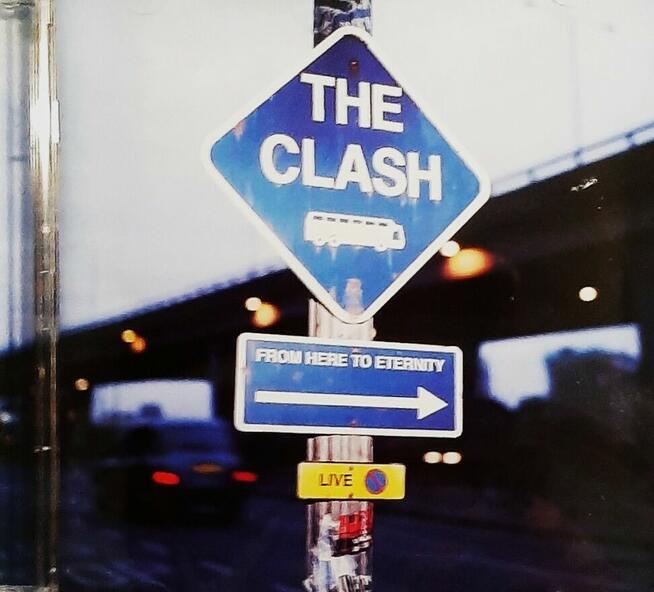 THE
CLASH
FROM HERE TO ETERNITY
LIVE